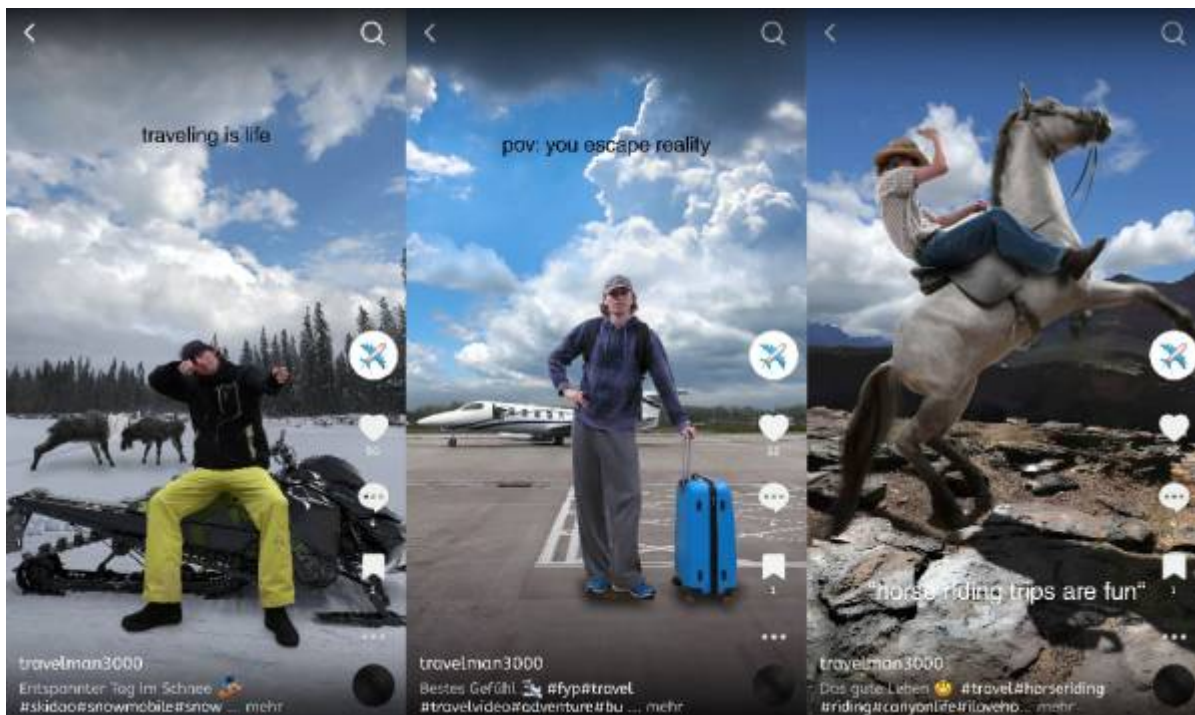 traveling is life
travelman3000
Entspannter Tag im Schnee
#skidoo#snowmobile#snow ... mehr
pov: you escape reality
travelman3000
Bestes Gefühl #fyp#travel
#travelvideo#adventure#bu ... mehr
"horse riding trips are fun"
travelman3000
Das gute Leben #travel#horseriding
#riding#canyonlife#iloveho... mehr